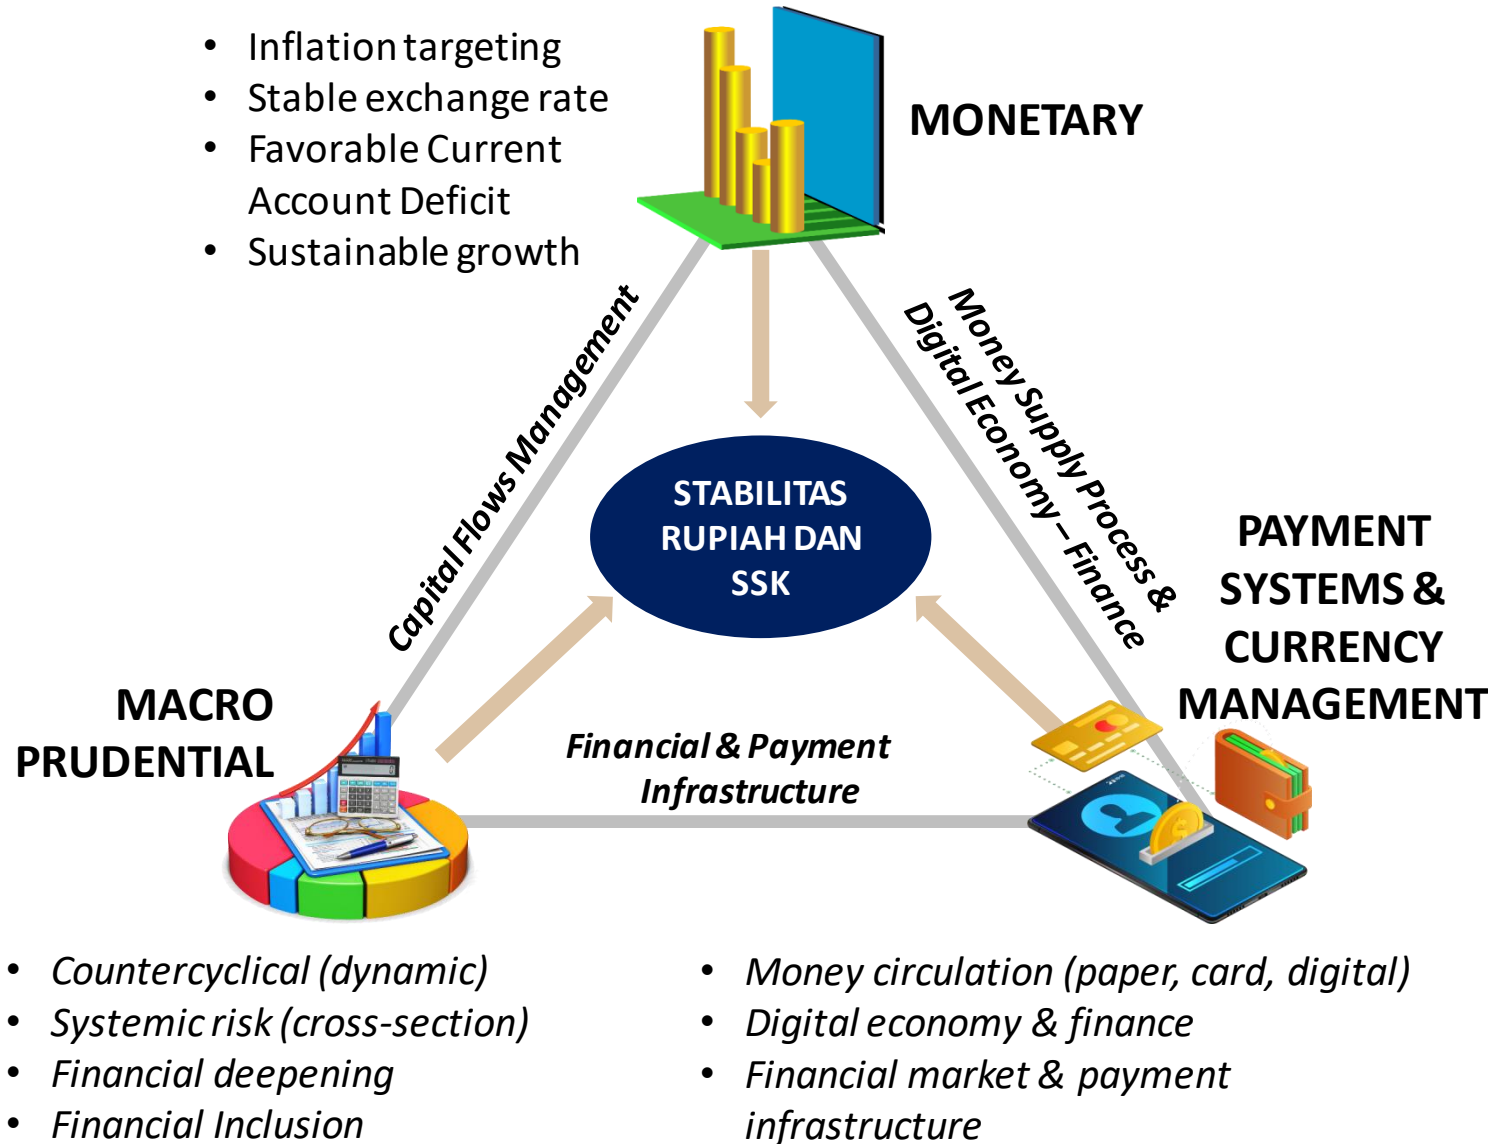 • Inflation targeting
• Stable exchange rate
• Favorable Current
Account Deficit
• Sustainable growth
MONETARY
Capital Flows Management
Money Supply Process &
Digital Economy – Finance
STABILITAS
RUPIAH DAN
SSK
PAYMENT
SYSTEMS &
CURRENCY
MANAGEMENT
MACRO
PRUDENTIAL
Financial & Payment
Infrastructure
• Countercyclical (dynamic)
• Systemic risk (cross-section)
• Financial deepening
• Financial Inclusion
• Money circulation (paper, card, digital)
• Digital economy & finance
• Financial market & payment
infrastructure